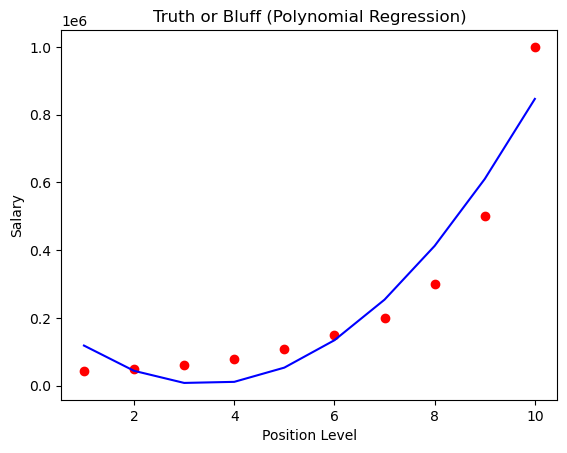 Truth or Bluff (Polynomial Regression)
1e6
1.0
0.8
0.6
0.4
0.2
0.0
Salary
2 4 6 8 10
Position Level